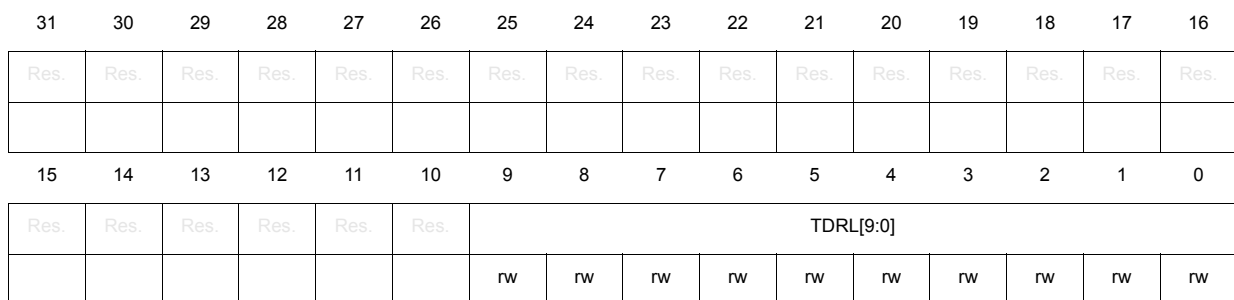 31 30 29 28 27 26 25 24 23 22 21 20 19 18 17 16
Res. Res. Res. Res. Res. Res. Res. Res. Res. Res. Res. Res. Res. Res. Res. Res.
15 14 13 12 11 10 9 8 7 6 5 4 3 2 1 0
Res. Res. Res. Res. Res. Res. TDRL[9:0]
rw rw rw rw rw rw rw rw rw rw